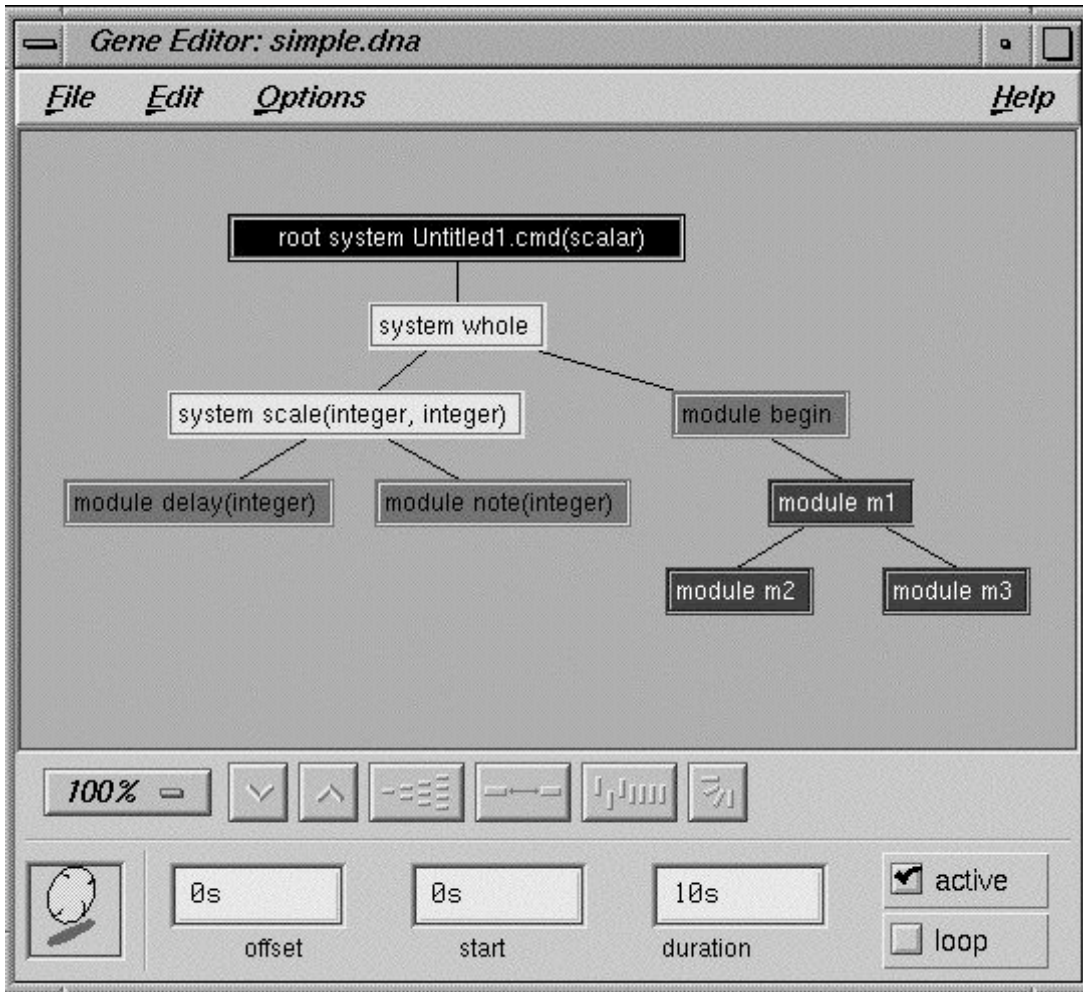 Gene Editor: simple.dna
File Edit Options Help
root system Untitled1.cmd(scalar)
system whole
system scale(integer, integer) module begin
module delay(integer) module note(integer) module m1
module m2 module m3
100%
0s 0s 10s active
offset start duration loop